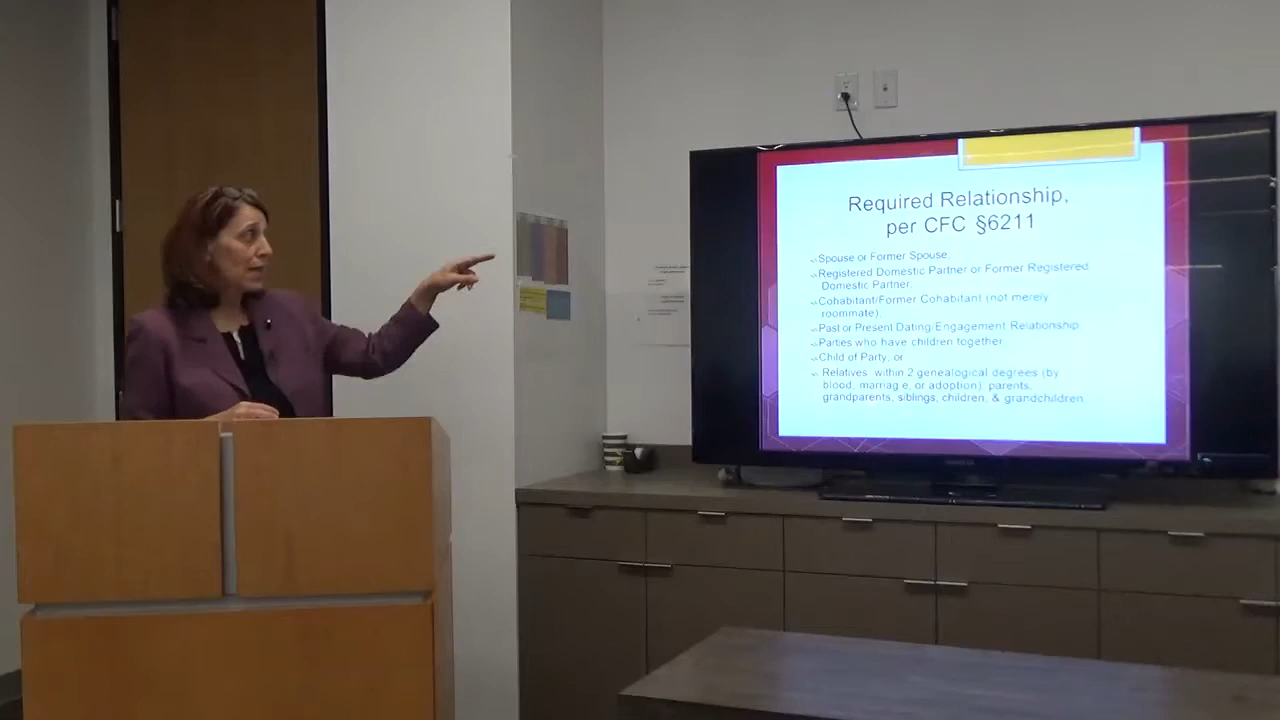 Required Relationship,
per CFC §6211
Spouse or Former Spouse;
Registered Domestic Partner or Former Registered
Domestic Partner;
Cohabitant/Former Cohabitant (not merely
roommate);
Past or Present Dating/Engagement Relationship;
Parties who have children together;
Child of Party; or
Relatives within 2 genealogical degrees (by
blood, marriage, or adoption): parents,
grandparents, siblings, children, & grandchildren.